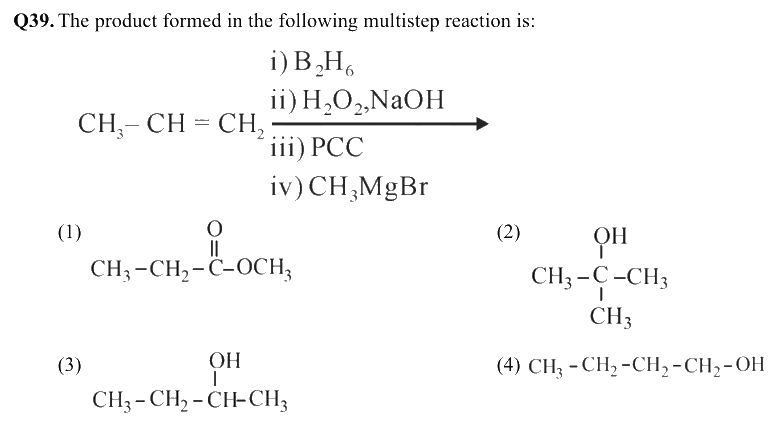 Q39. The product formed in the following multistep reaction is:
i) B₂H₆
ii) H₂O₂,NaOH
CH₃– CH = CH₂
iii) PCC
iv) CH₃MgBr
(1)
O
||
CH₃–CH₂–C–OCH₃
(2)
OH
|
CH₃–C–CH₃
|
CH₃
(3)
OH
|
CH₃–CH₂–CH–CH₃
(4) CH₃–CH₂–CH₂–CH₂–OH